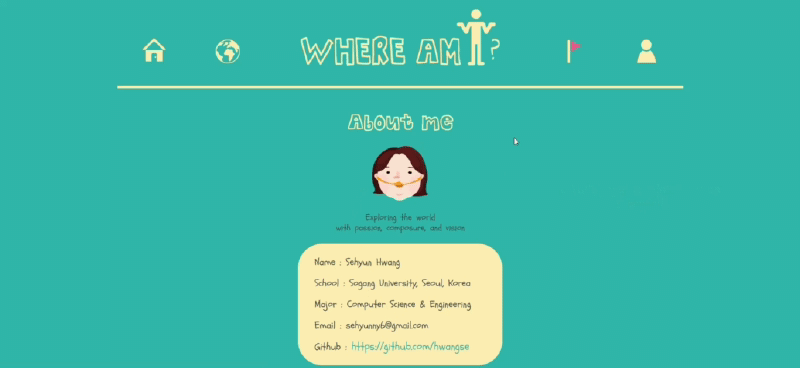 WHERE AM I ?
About me
Exploring the world
with passion, composure, and vision
Name : Sehyun Hwang
School : Sogang University, Seoul, Korea
Major : Computer Science & Engineering
Email : sehyunny6@gmail.com
Github : https://github.com/hwangse